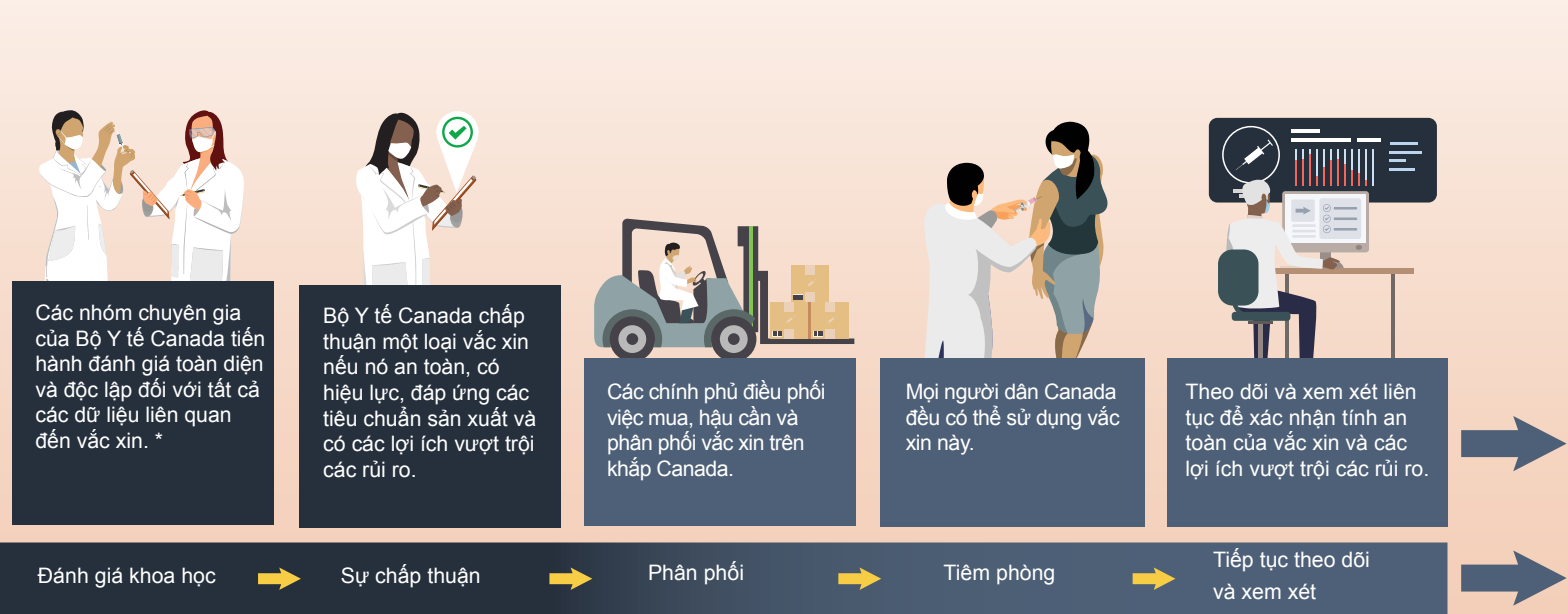 Các nhóm chuyên gia
của Bộ Y tế Canada tiến
hành đánh giá toàn diện
và độc lập đối với tất cả
các dữ liệu liên quan
đến vắc xin. *
Bộ Y tế Canada chấp
thuận một loại vắc xin
nếu nó an toàn, có
hiệu lực, đáp ứng các
tiêu chuẩn sản xuất và
có các lợi ích vượt trội
các rủi ro.
Các chính phủ điều phối
việc mua, hậu cần và
phân phối vắc xin trên
khắp Canada.
Mọi người dân Canada
đều có thể sử dụng vắc
xin này.
Theo dõi và xem xét liên
tục để xác nhận tính an
toàn của vắc xin và các
lợi ích vượt trội các rủi ro.
Đánh giá khoa học
Sự chấp thuận
Phân phối
Tiêm phòng
Tiếp tục theo dõi
và xem xét